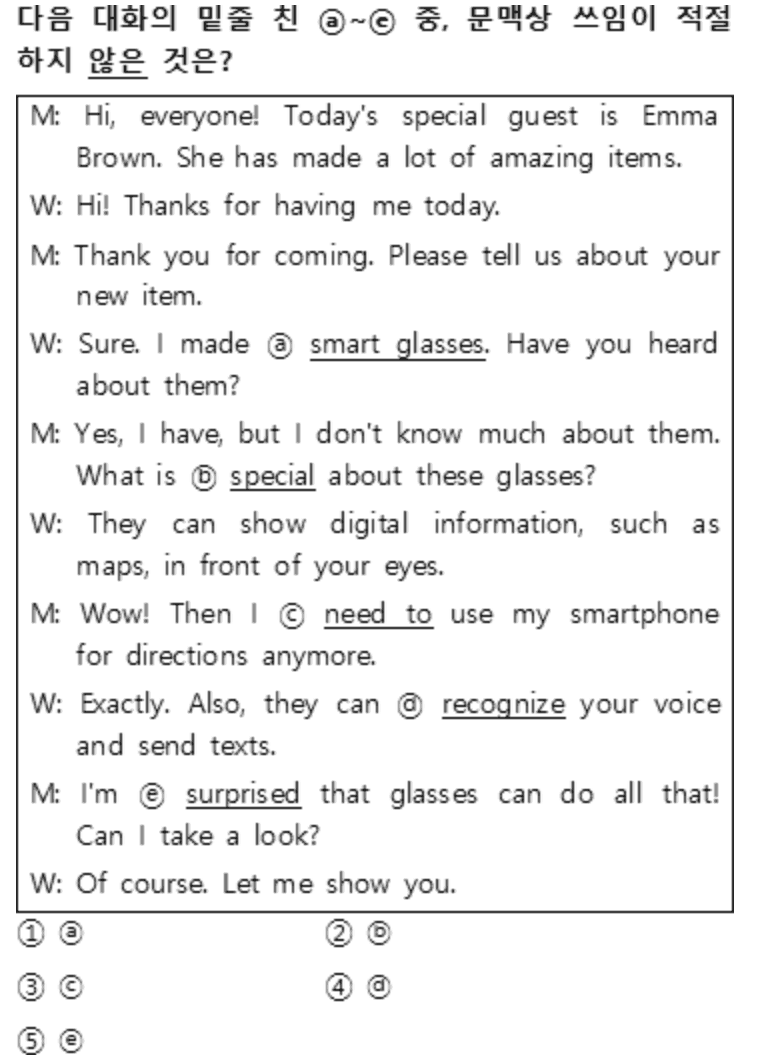 다음 대화의 밑줄 친 ⓐ~ⓔ 중, 문맥상 쓰임이 적절
하지 않은 것은?
M: Hi, everyone! Today's special guest is Emma
Brown. She has made a lot of amazing items.
W: Hi! Thanks for having me today.
M: Thank you for coming. Please tell us about your
new item.
W: Sure. I made ⓐ smart glasses. Have you heard
about them?
M: Yes, I have, but I don't know much about them.
What is ⓑ special about these glasses?
W: They can show digital information, such as
maps, in front of your eyes.
M: Wow! Then I ⓒ need to use my smartphone
for directions anymore.
W: Exactly. Also, they can ⓓ recognize your voice
and send texts.
M: I'm ⓔ surprised that glasses can do all that!
Can I take a look?
W: Of course. Let me show you.
① ⓐ ② ⓑ
③ ⓒ ④ ⓓ
⑤ ⓔ